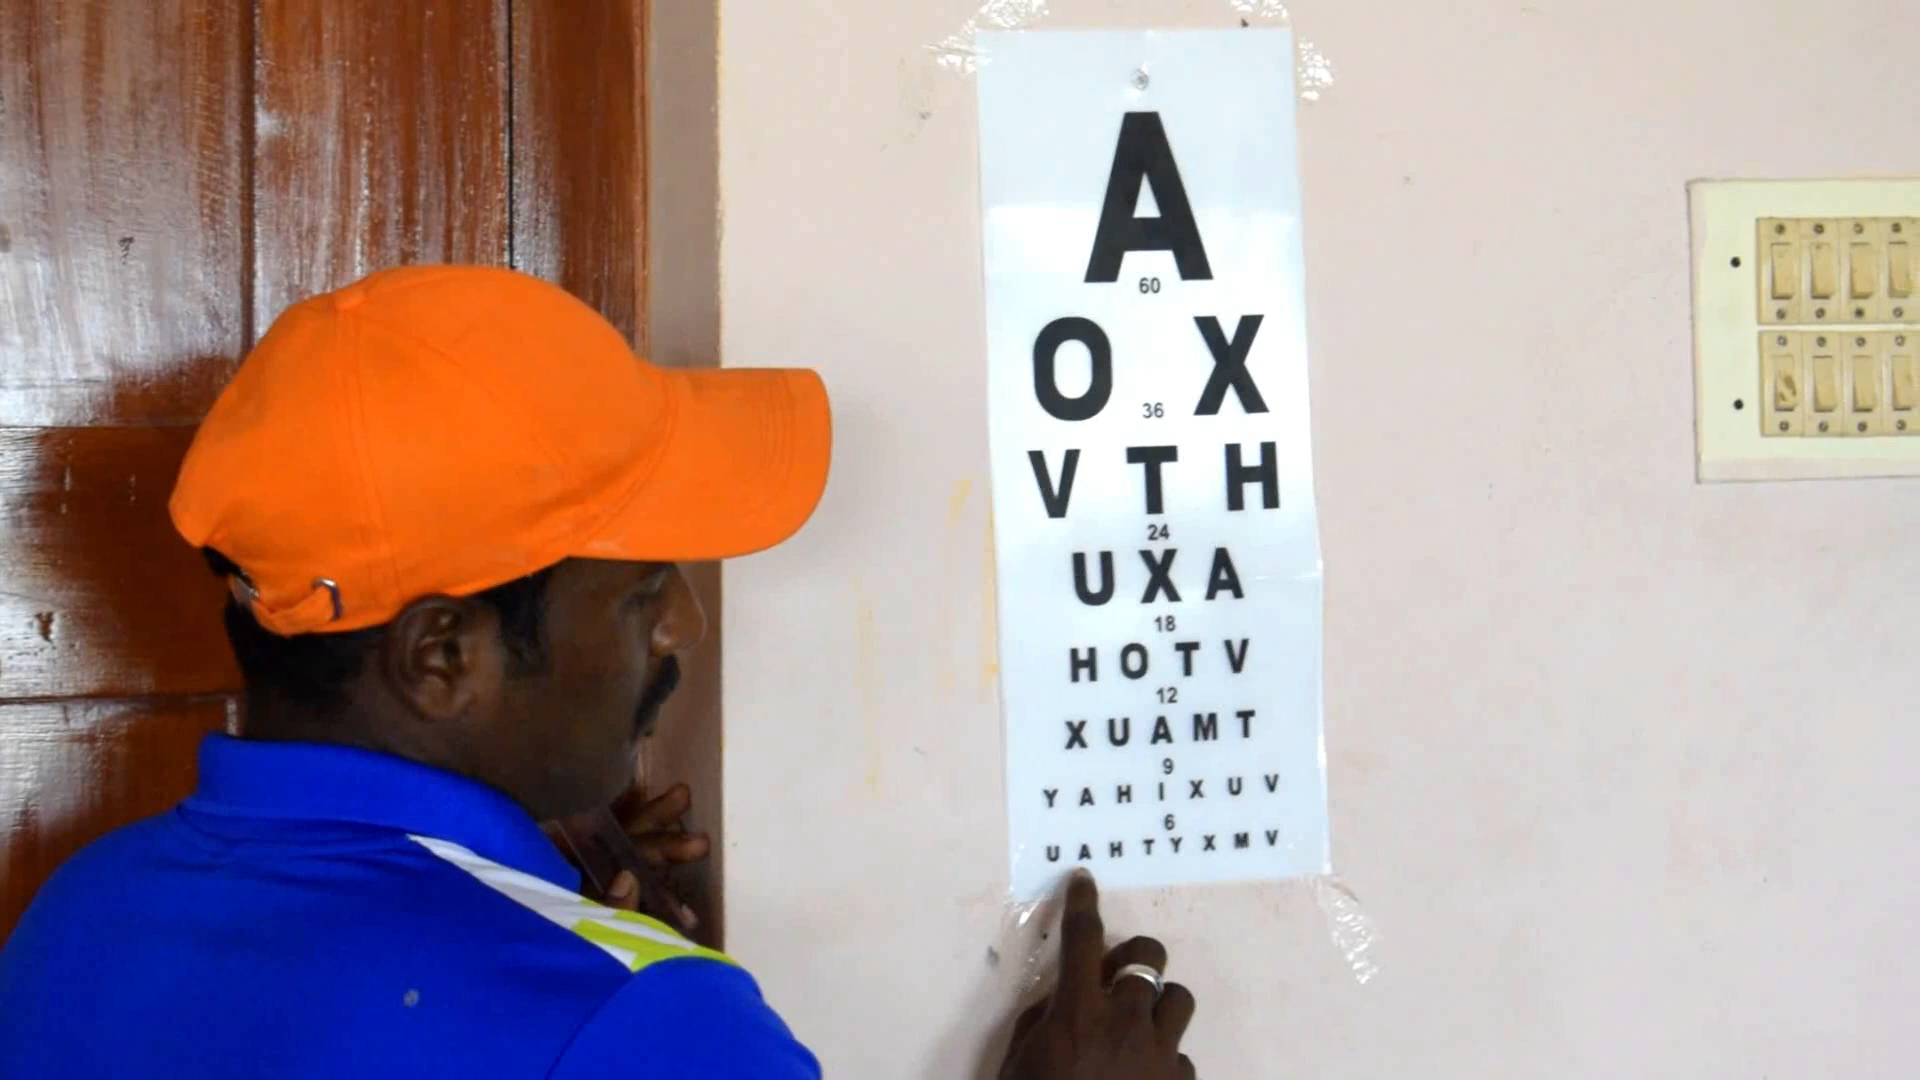 A
60
O X
36
V T H
24
U X A
18
H O T V
12
X U A M T
9
Y A H I X U V
6
U A H T Y X M V